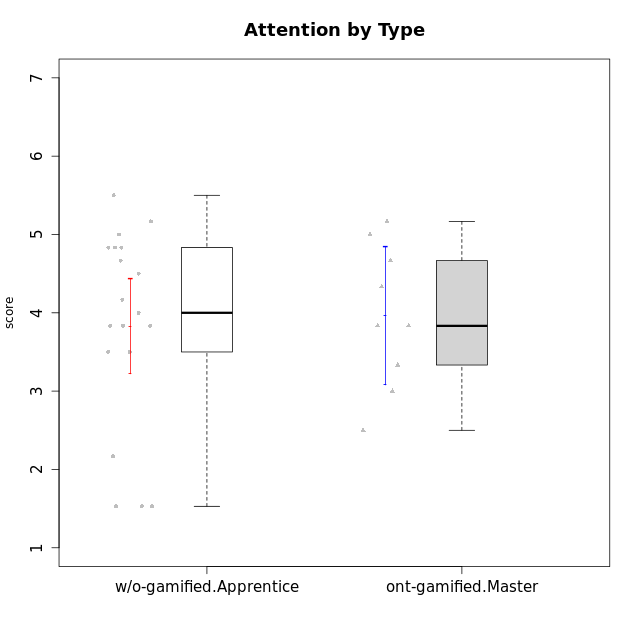 Attention by Type
score
7
6
5
4
3
2
1
w/o-gamified.Apprentice
ont-gamified.Master